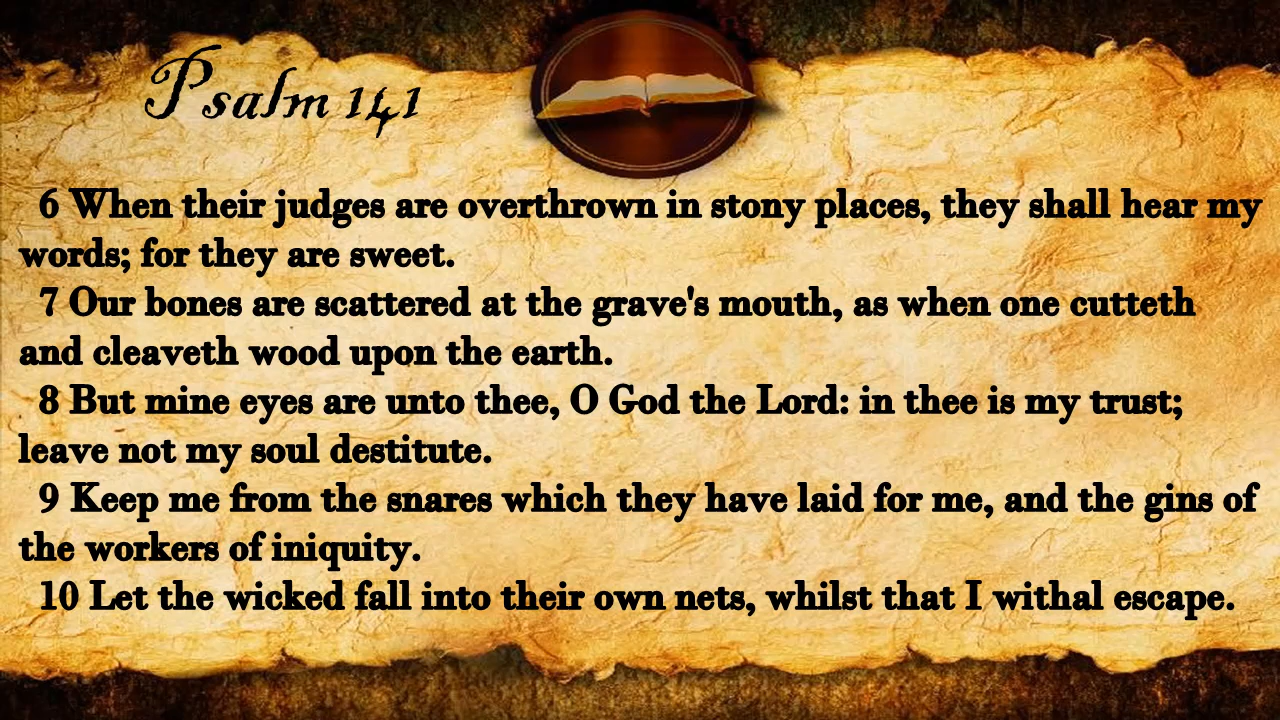 Psalm 141
6 When their judges are overthrown in stony places, they shall hear my
words; for they are sweet.
7 Our bones are scattered at the grave's mouth, as when one cutteth
and cleaveth wood upon the earth.
8 But mine eyes are unto thee, O God the Lord: in thee is my trust;
leave not my soul destitute.
9 Keep me from the snares which they have laid for me, and the gins of
the workers of iniquity.
10 Let the wicked fall into their own nets, whilst that I withal escape.